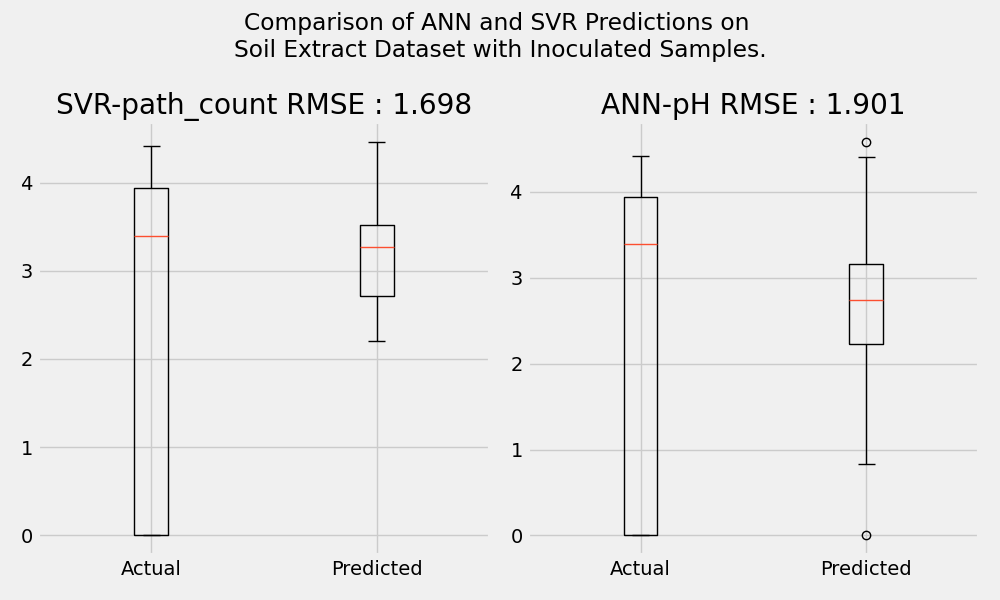 Comparison of ANN and SVR Predictions on
Soil Extract Dataset with Inoculated Samples.
SVR-path_count RMSE : 1.698
4
3
2
1
0
Actual
Predicted
ANN-pH RMSE : 1.901
4
3
2
1
0
Actual
Predicted